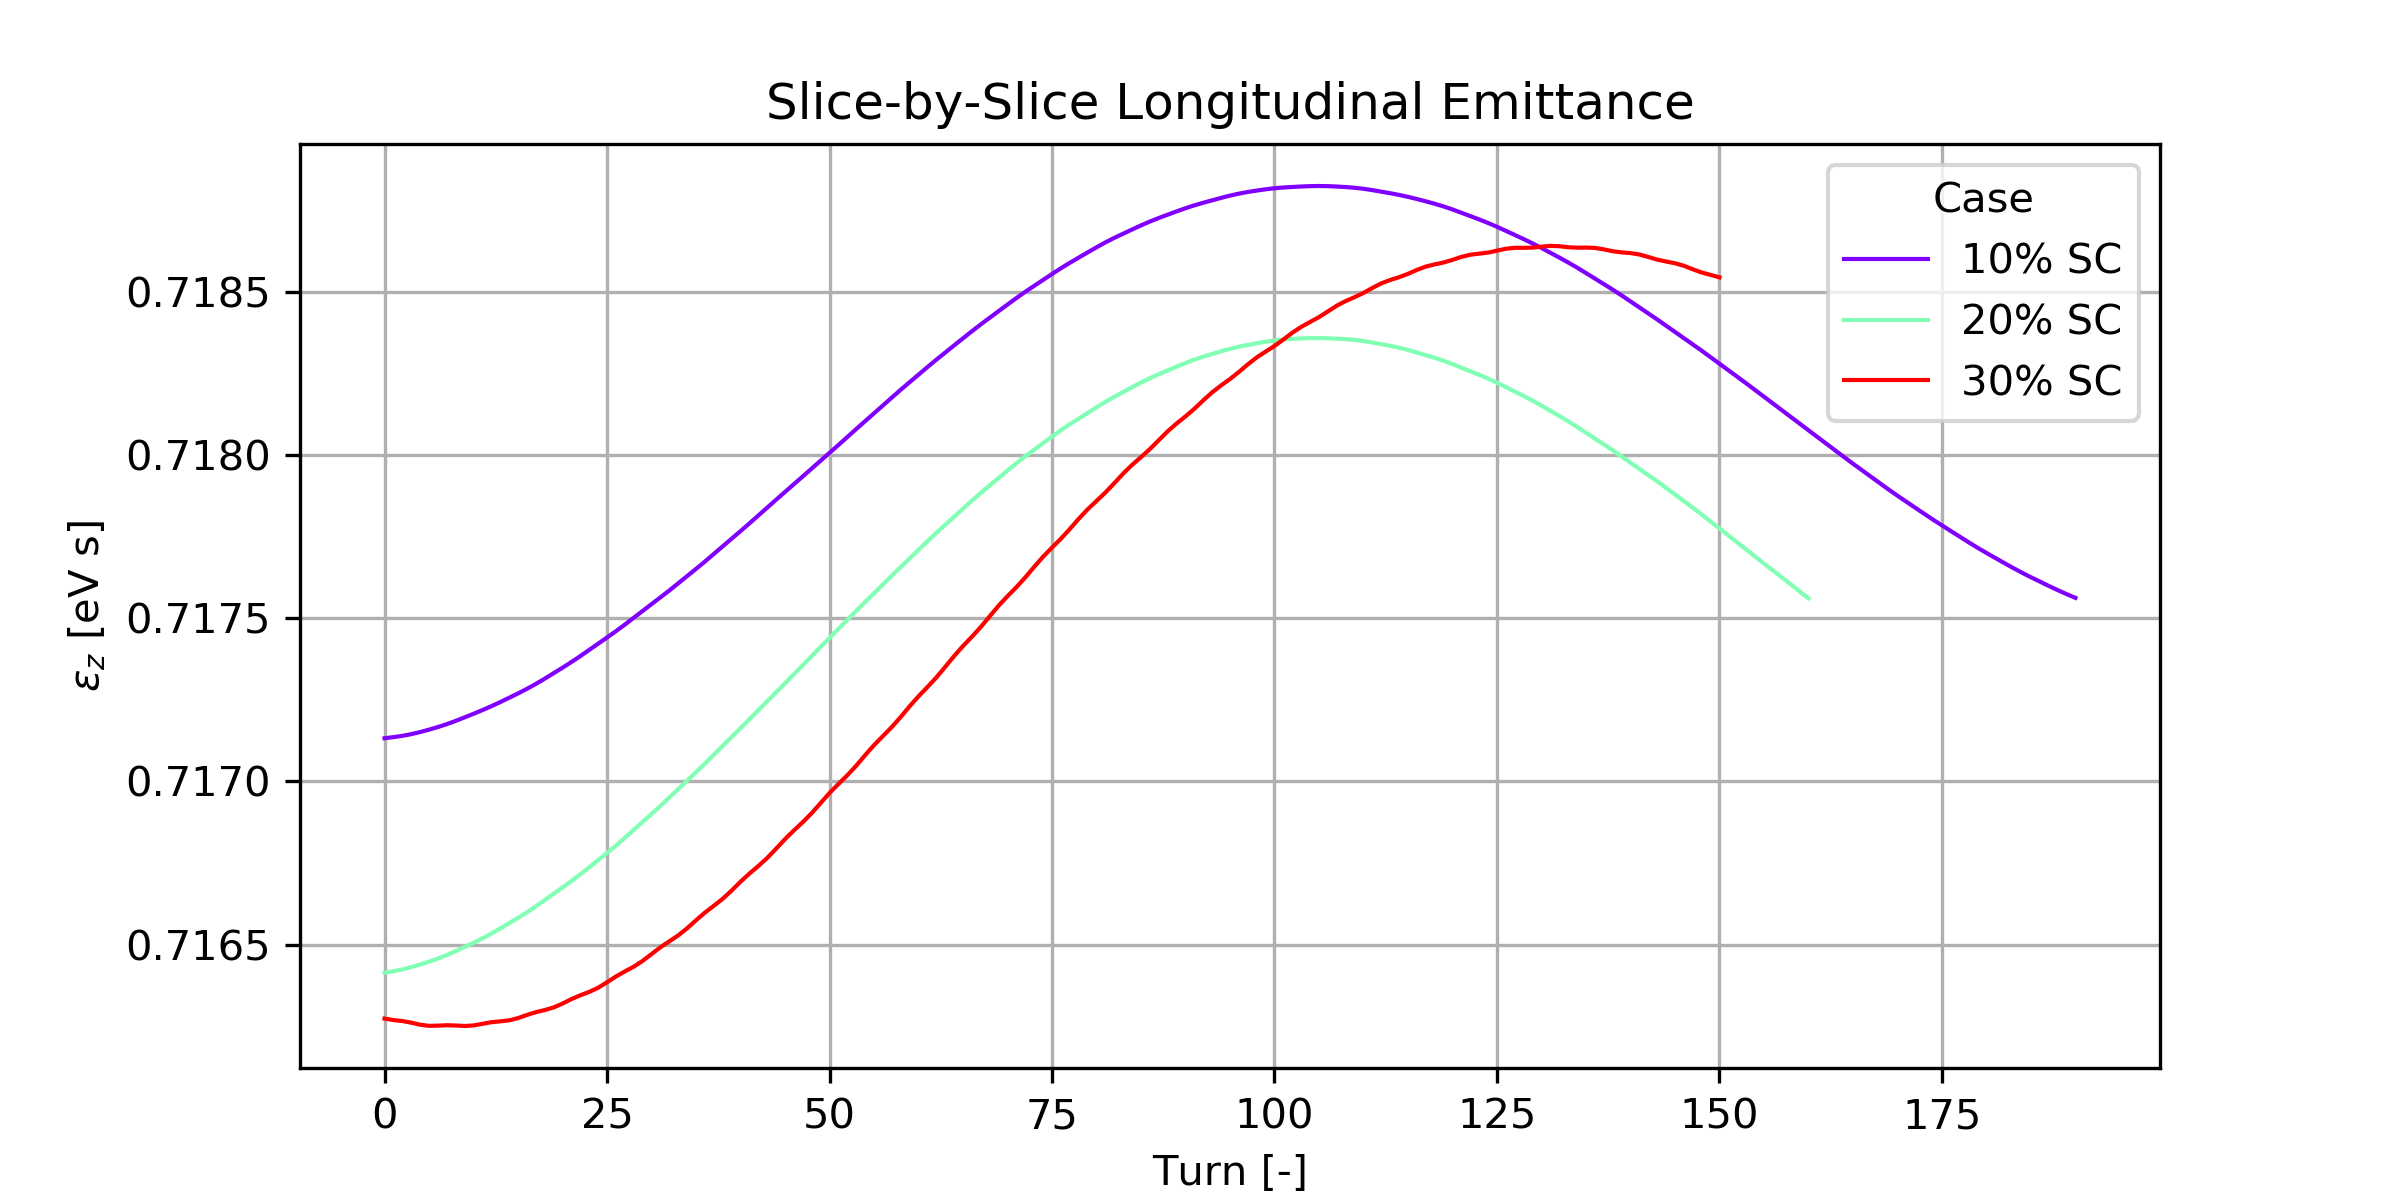 Slice-by-Slice Longitudinal Emittance
Case
10% SC
20% SC
30% SC
0.7185
0.7180
0.7175
0.7170
0.7165
ε_z [eV s]
0 25 50 75 100 125 150 175
Turn [-]